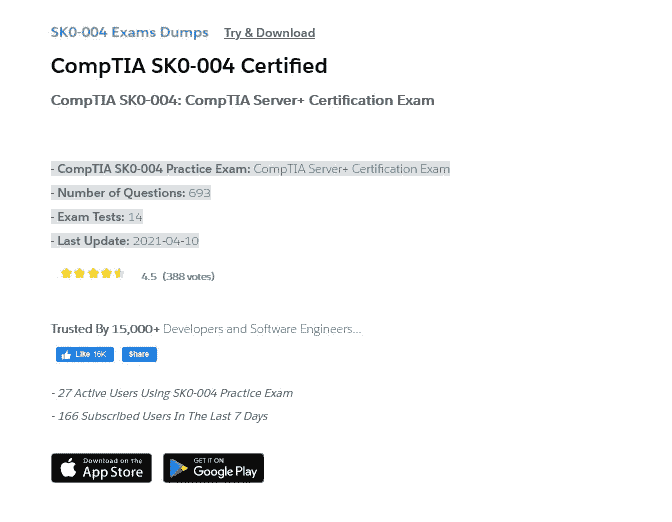 SK0-004 Exams Dumps Try & Download
CompTIA SK0-004 Certified
CompTIA SK0-004: CompTIA Server+ Certification Exam
- CompTIA SK0-004 Practice Exam: CompTIA Server+ Certification Exam
- Number of Questions: 693
- Exam Tests: 14
- Last Update: 2021-04-10
4.5 (388 votes)
Trusted By 15,000+ Developers and Software Engineers...
Like 16K Share
- 27 Active Users Using SK0-004 Practice Exam
- 166 Subscribed Users In The Last 7 Days
Download on the App Store GET IT ON Google Play